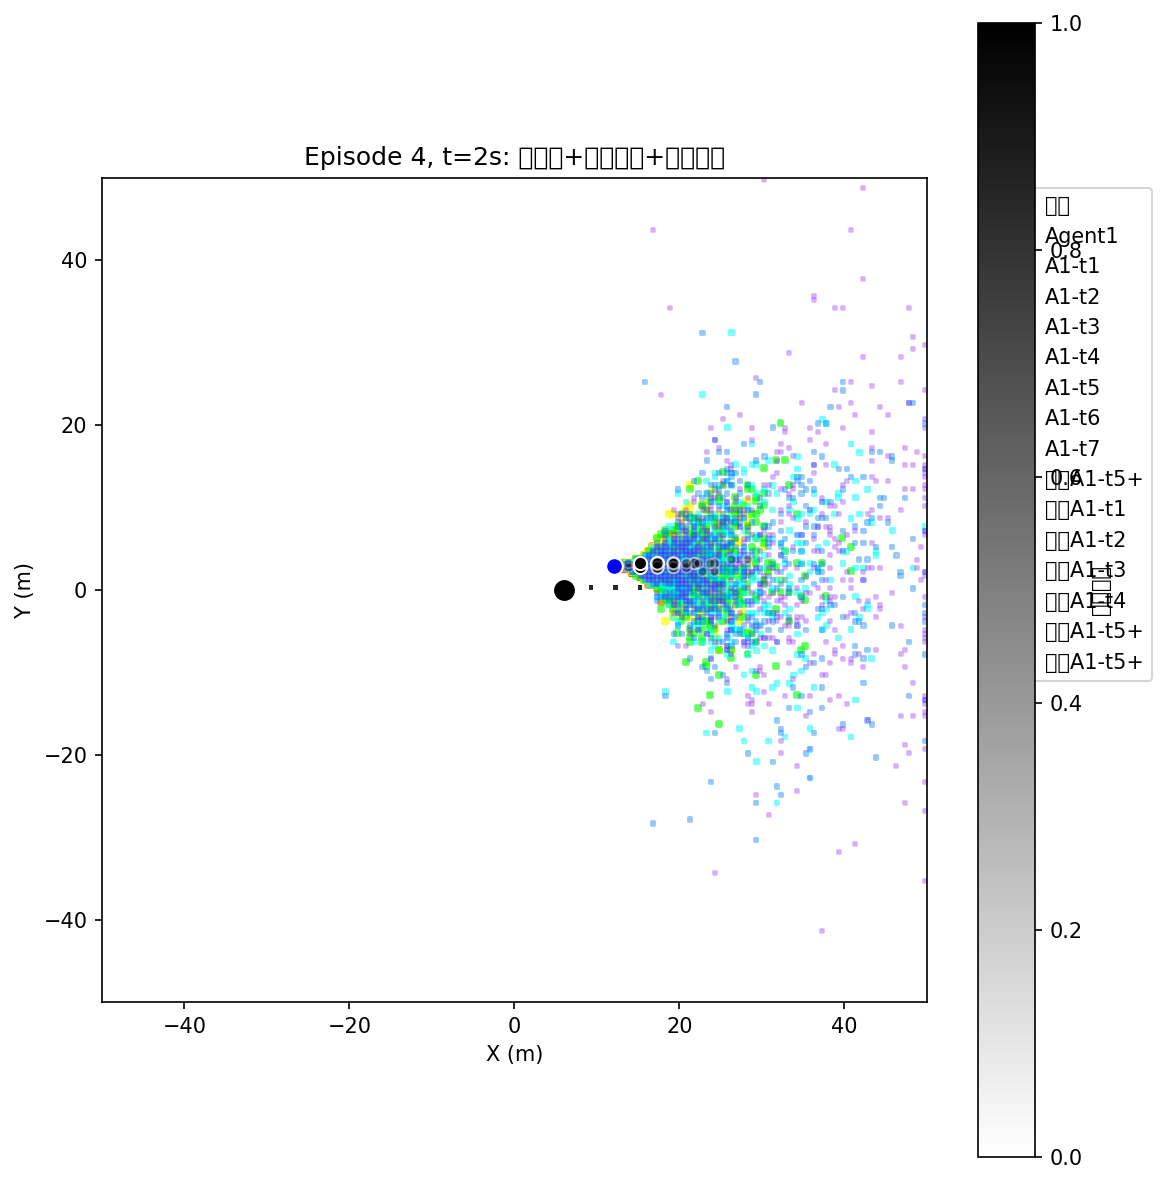 Episode 4, t=2s: □□□+□□□□+□□□□
40
20
0
−20
−40
Y (m)
−40
−20
0
20
40
X (m)
1.0
0.8
0.6
0.4
0.2
0.0
□□□
□□
Agent1
A1-t1
A1-t2
A1-t3
A1-t4
A1-t5
A1-t6
A1-t7
□□A1-t5+
□□A1-t1
□□A1-t2
□□A1-t3
□□A1-t4
□□A1-t5+
□□A1-t5+